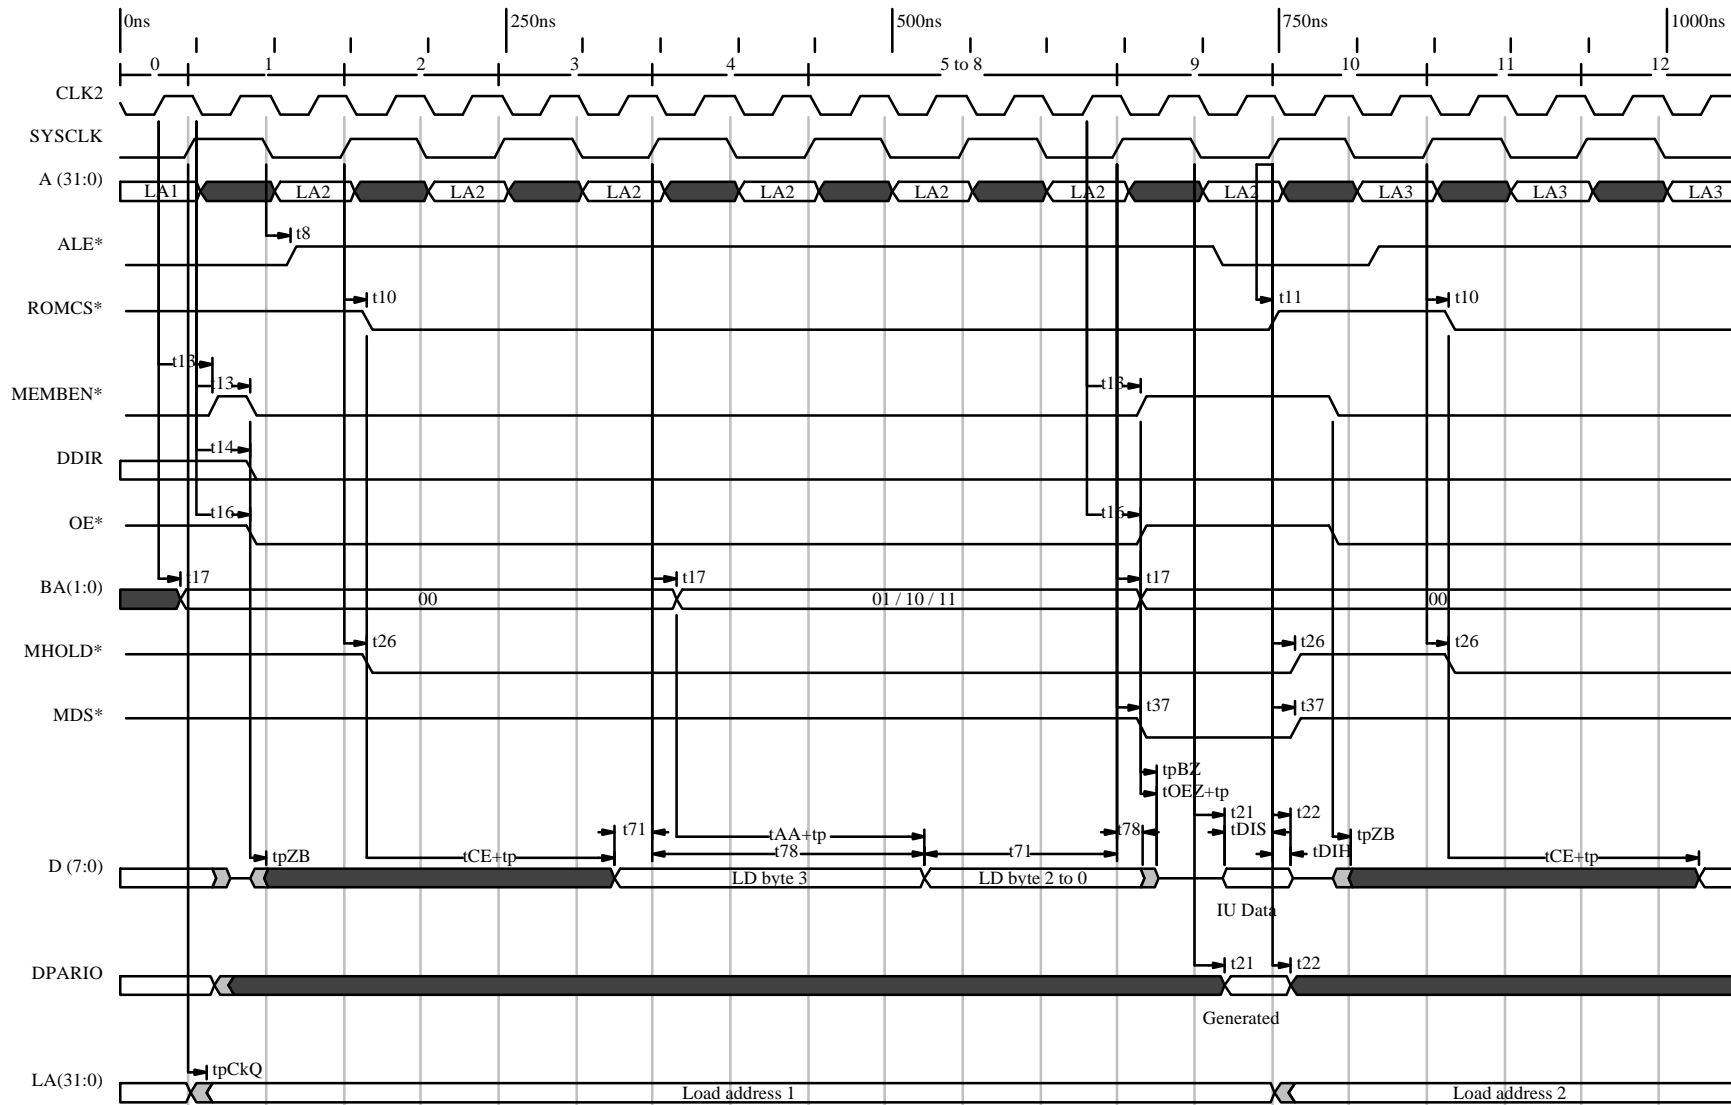 0ns 250ns 500ns 750ns 1000ns
0 1 2 3 4 5 to 8 9 10 11 12
CLK2
SYSCLK
A (31:0) LA1 LA2 LA2 LA2 LA2 LA2 LA2 LA2 LA3 LA3 LA3
t8
ALE*
t10 t11 t10
ROMCS*
t13
t13 t13
MEMBEN*
t14
DDIR
t16 t16
OE*
t17 t17 t17
BA(1:0)
00 01 / 10 / 11 00
t26 t26 t26
MHOLD*
t37 t37
MDS*
tpBZ
tOEZ+tp
t21 t22
t71 tAA+tp t78 tDIS tpZB
tpZB tCE+tp t78 t71 tDIH tCE+tp
D (7:0)
LD byte 3 LD byte 2 to 0
IU Data
t21 t22
DPARIO
Generated
tpCkQ
LA(31:0)
Load address 1 Load address 2